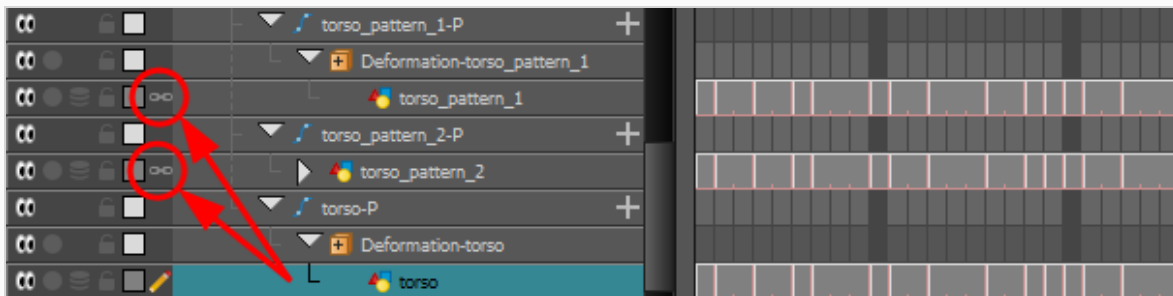 torso_pattern_1-P
Deformation-torso_pattern_1
torso_pattern_1
torso_pattern_2-P
torso_pattern_2
torso-P
Deformation-torso
torso